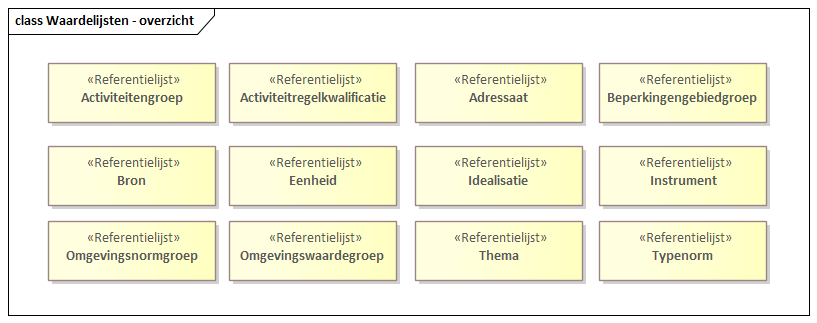 class Waardelijsten - overzicht
«Referentielijst»
Activiteitengroep
«Referentielijst»
Activiteitregelkwalificatie
«Referentielijst»
Adressaat
«Referentielijst»
Beperkingengebiedgroep
«Referentielijst»
Bron
«Referentielijst»
Eenheid
«Referentielijst»
Idealisatie
«Referentielijst»
Instrument
«Referentielijst»
Omgevingsnormgroep
«Referentielijst»
Omgevingswaardegroep
«Referentielijst»
Thema
«Referentielijst»
Typenorm